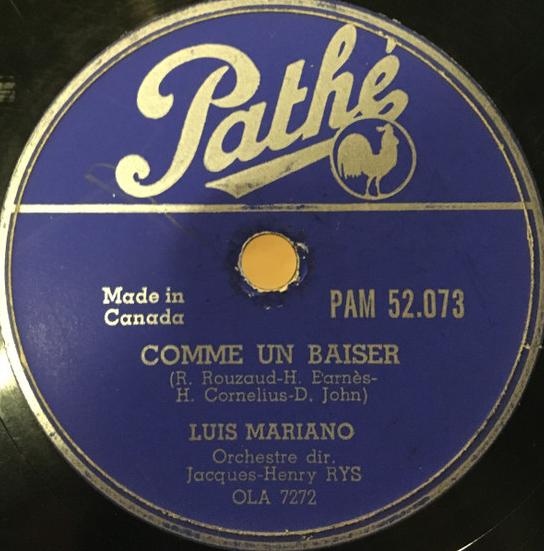 Pathé
Made in
Canada
PAM 52.073
COMME UN BAISER
(R. Rouzaud-H. Earnès-
H. Cornelius-D. John)
LUIS MARIANO
Orchestre dir.
Jacques-Henry RYS
OLA 7272